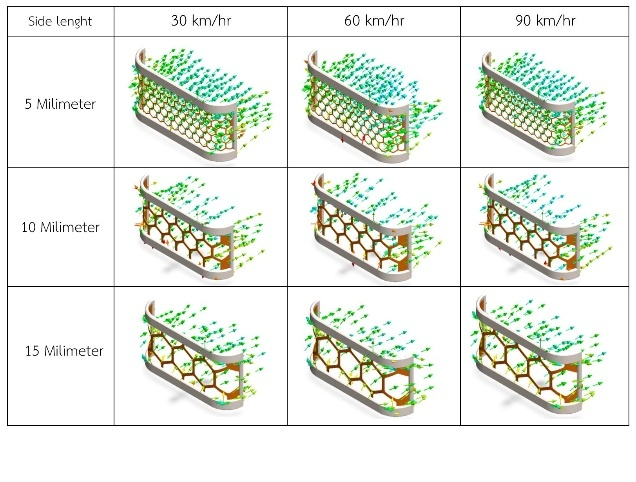 Side lenght
30 km/hr
60 km/hr
90 km/hr
5 Milimeter
10 Milimeter
15 Milimeter